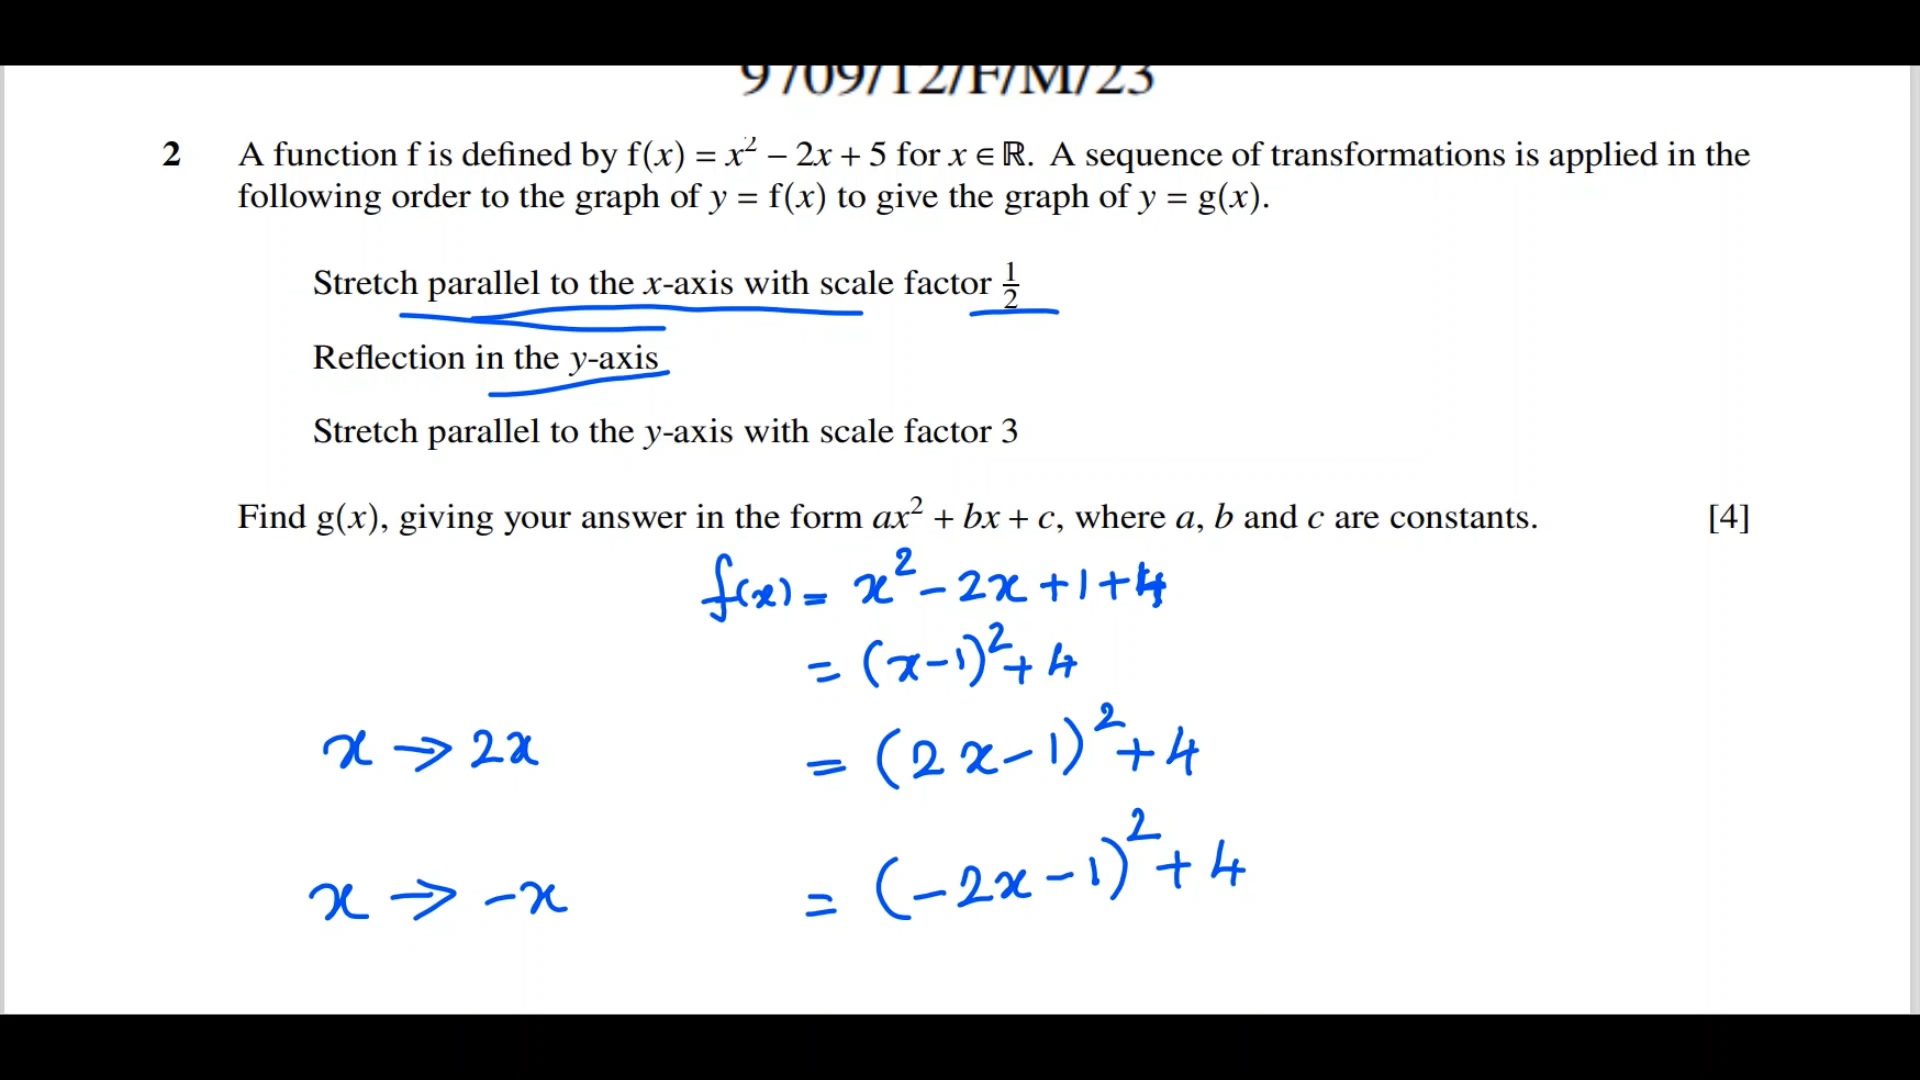 9709/12/F/M/23
2 A function f is defined by f(x) = x² − 2x + 5 for x ∈ ℝ. A sequence of transformations is applied in the
following order to the graph of y = f(x) to give the graph of y = g(x).
Stretch parallel to the x-axis with scale factor 1/2
Reflection in the y-axis
Stretch parallel to the y-axis with scale factor 3
Find g(x), giving your answer in the form ax² + bx + c, where a, b and c are constants. [4]
f(x) = x² − 2x + 1 + 4
= (x−1)² + 4
x → 2x = (2x−1)² + 4
x → −x = (−2x−1)² + 4